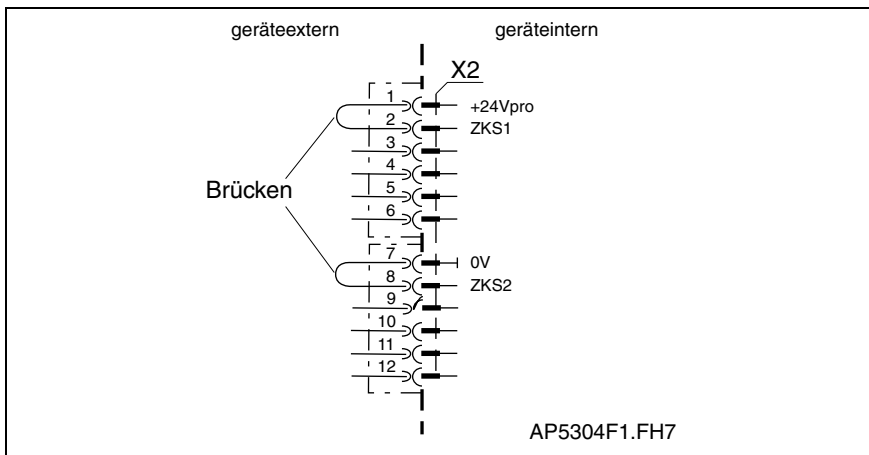 geräteextern geräteintern
X2
1 +24Vpro
2 ZKS1
3
4
5
6
Brücken
7 0V
8 ZKS2
9
10
11
12
AP5304F1.FH7